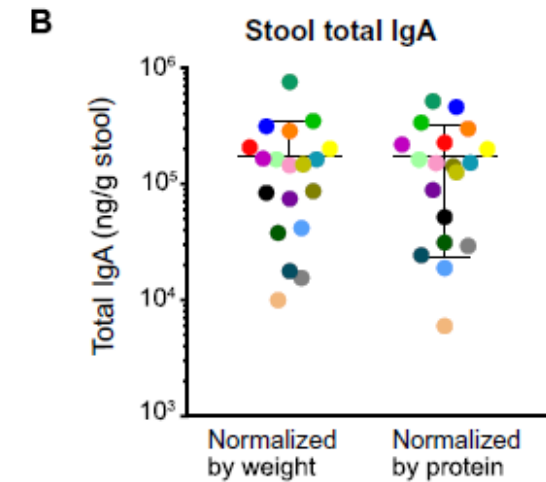 B
Stool total IgA
Total IgA (ng/g stool)
10⁶
10⁵
10⁴
10³
Normalized
by weight
Normalized
by protein